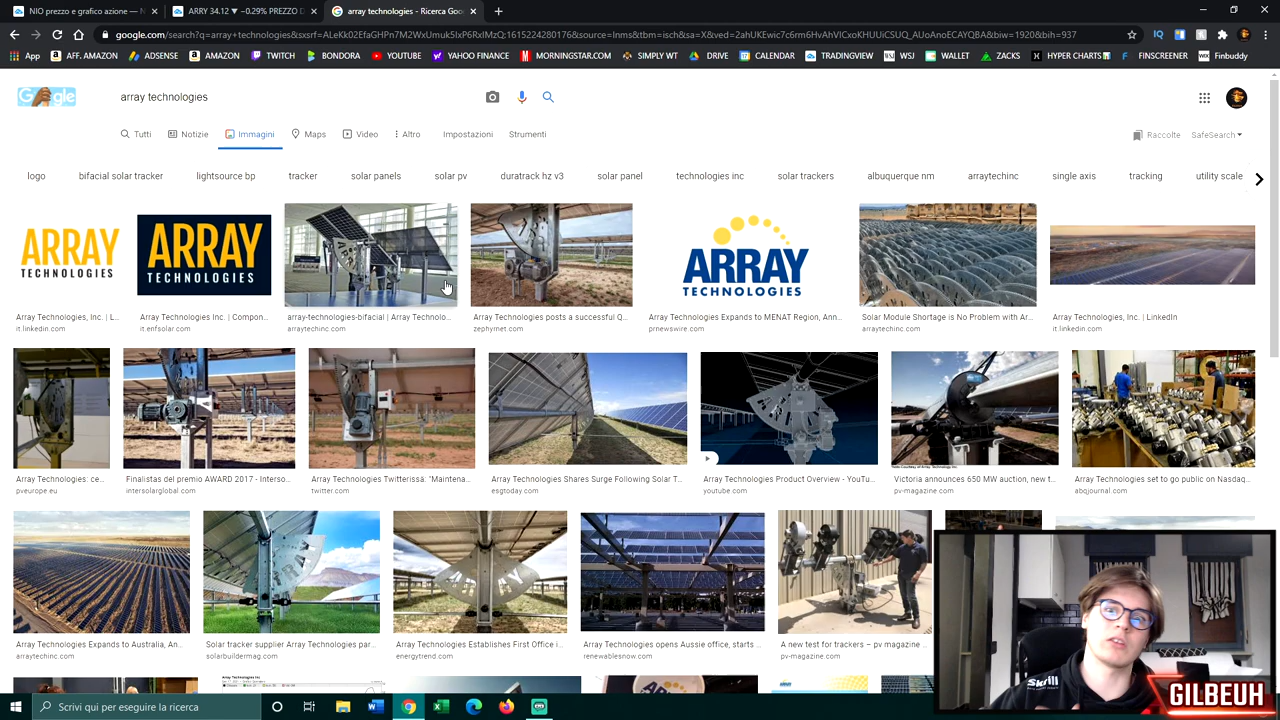 NIO prezzo e grafico azione — N
ARRAY 34.12 ▼ −0.29% PREZZO D
array technologies - Ricerca Goo
google.com/search?q=array+technologies&sxsrf=ALeKk02EfaGHPn7M2WxUmuk5IxP6RxIMzQ:1615224280176&source=lnms&tbm=isch&sa=X&ved=2ahUKEwic7c6rm6HvAhVICxoKHUUiCSUQ_AUoAnoECAYQBA&biw=1920&bih=937
App
AFF. AMAZON
ADSENSE
AMAZON
TWITCH
BONDORA
YOUTUBE
YAHOO FINANCE
MORNINGSTAR.COM
SIMPLY WT
DRIVE
CALENDAR
TRADINGVIEW
WSJ
WALLET
ZACKS
HYPER CHARTS
FINSCREENER
Finbuddy
array technologies
Tutti
Notizie
Immagini
Maps
Video
Altro
Impostazioni
Strumenti
Raccolte
SafeSearch
logo
bifacial solar tracker
lightsource bp
tracker
solar panels
solar pv
duratrack hz v3
solar panel
technologies inc
solar trackers
albuquerque nm
arraytechinc
single axis
tracking
utility scale
ARRAY
TECHNOLOGIES
ARRAY
TECHNOLOGIES
ARRAY
TECHNOLOGIES
Array Technologies, Inc. | L...
it.linkedin.com
Array Technologies Inc. | Compon...
it.enfsolar.com
array-technologies-bifacial | Array Technolo...
arraytechinc.com
Array Technologies posts a successful Q...
zephyrnet.com
Array Technologies Expands to MENAT Region, Ann...
prnewswire.com
Solar Module Shortage is No Problem with Ar...
arraytechinc.com
Array Technologies, Inc. | LinkedIn
it.linkedin.com
Array Technologies: ce...
pveurope.eu
Finalistas del premio AWARD 2017 - Interso...
intersolarglobal.com
Array Technologies Twitterissä: "Maintena...
twitter.com
Array Technologies Shares Surge Following Solar T...
esgtoday.com
Array Technologies Product Overview - YouTu...
youtube.com
Victoria announces 650 MW auction, new t...
pv-magazine.com
Array Technologies set to go public on Nasdaq...
abqjournal.com
Array Technologies Expands to Australia, An...
arraytechinc.com
Solar tracker supplier Array Technologies par...
solarbuildermag.com
Array Technologies Establishes First Office i...
energytrend.com
Array Technologies opens Aussie office, starts ...
renewablesnow.com
A new test for trackers – pv magazine ...
pv-magazine.com
Skrill
GILBEUH
Scrivi qui per eseguire la ricerca